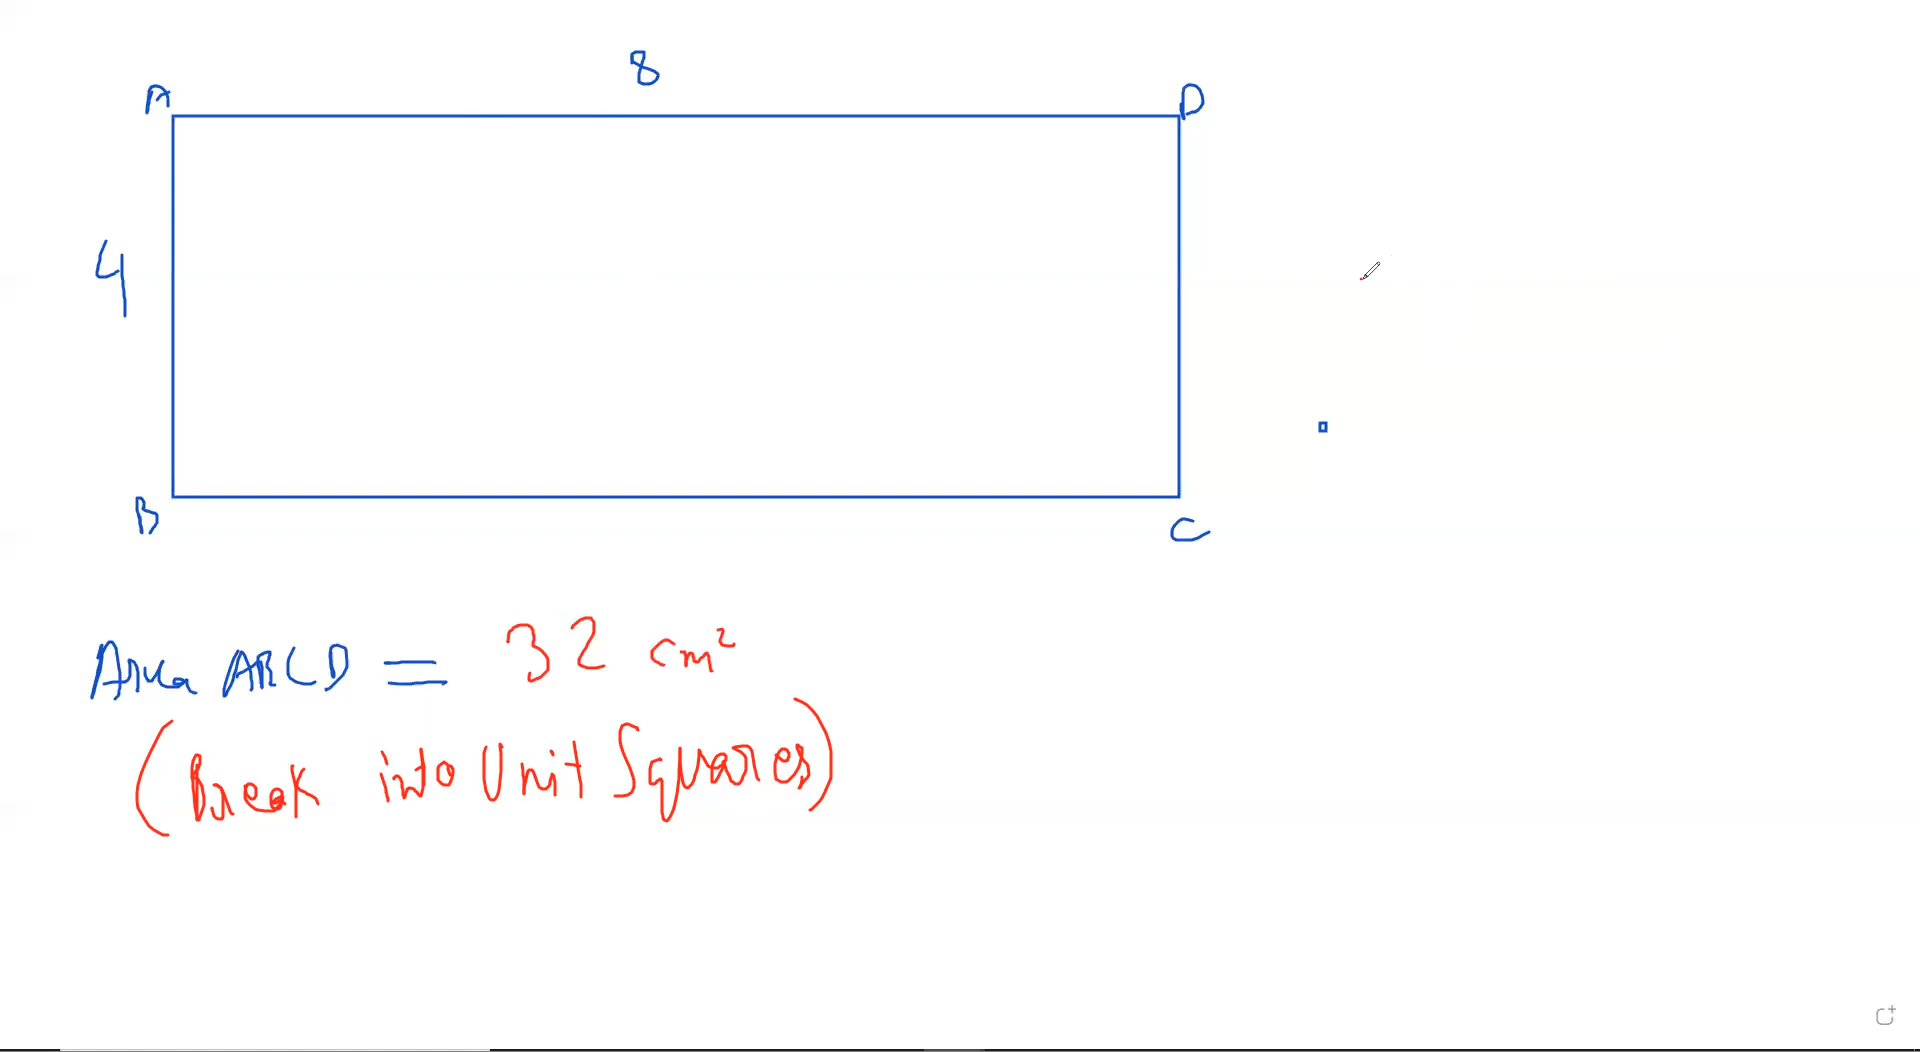 8
A D
4
B C
Area ABCD = 32 cm²
(Break into Unit Squares)